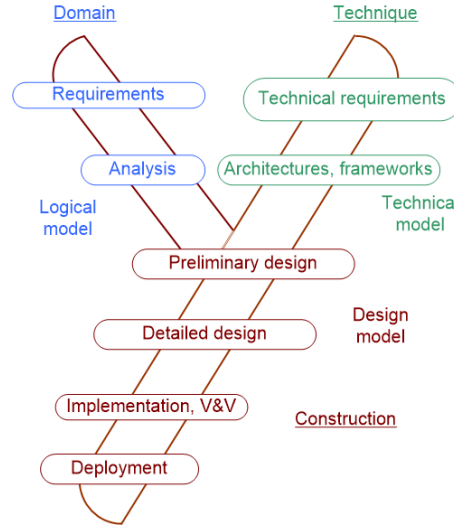 Domain
Technique
Requirements
Technical requirements
Analysis
Architectures, frameworks
Logical
model
Technica
model
Preliminary design
Detailed design
Design
model
Implementation, V&V
Construction
Deployment